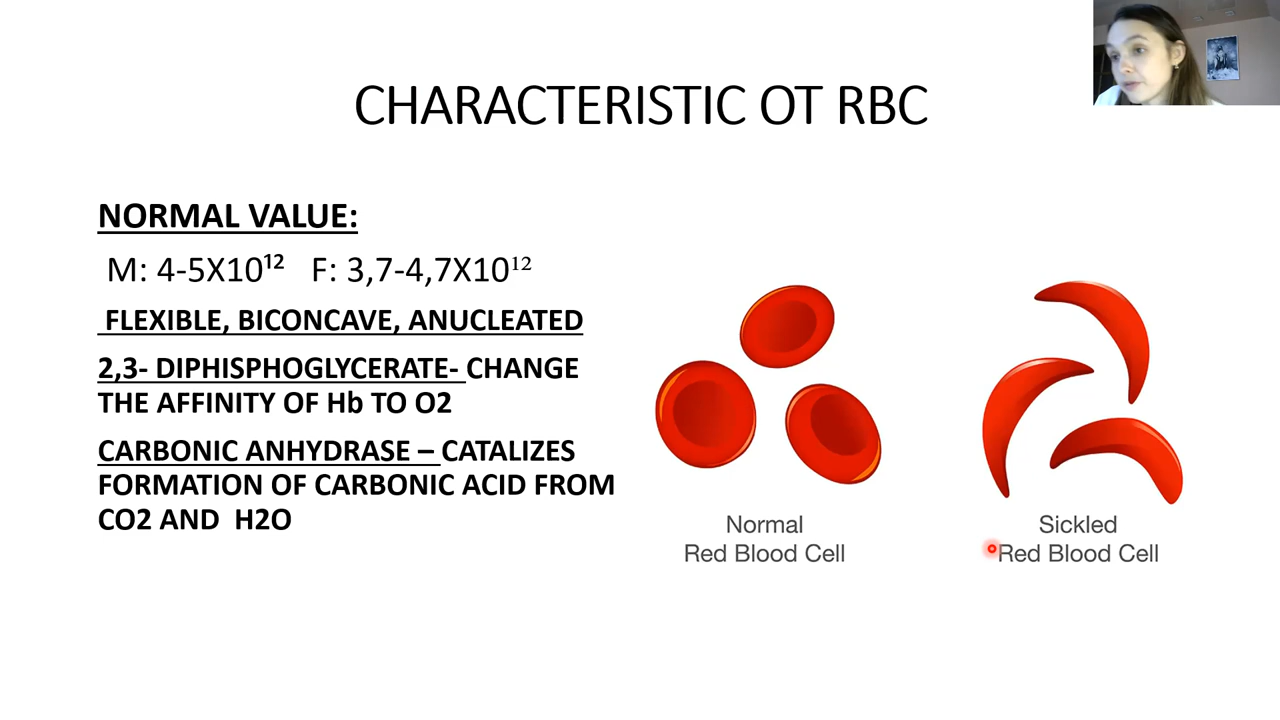 CHARACTERISTIC OT RBC
NORMAL VALUE:
M: 4-5X10¹² F: 3,7-4,7X10¹²
FLEXIBLE, BICONCAVE, ANUCLEATED
2,3- DIPHISPHOGLYCERATE- CHANGE
THE AFFINITY OF Hb TO O2
CARBONIC ANHYDRASE – CATALIZES
FORMATION OF CARBONIC ACID FROM
CO2 AND H2O
Normal
Red Blood Cell
Sickled
Red Blood Cell